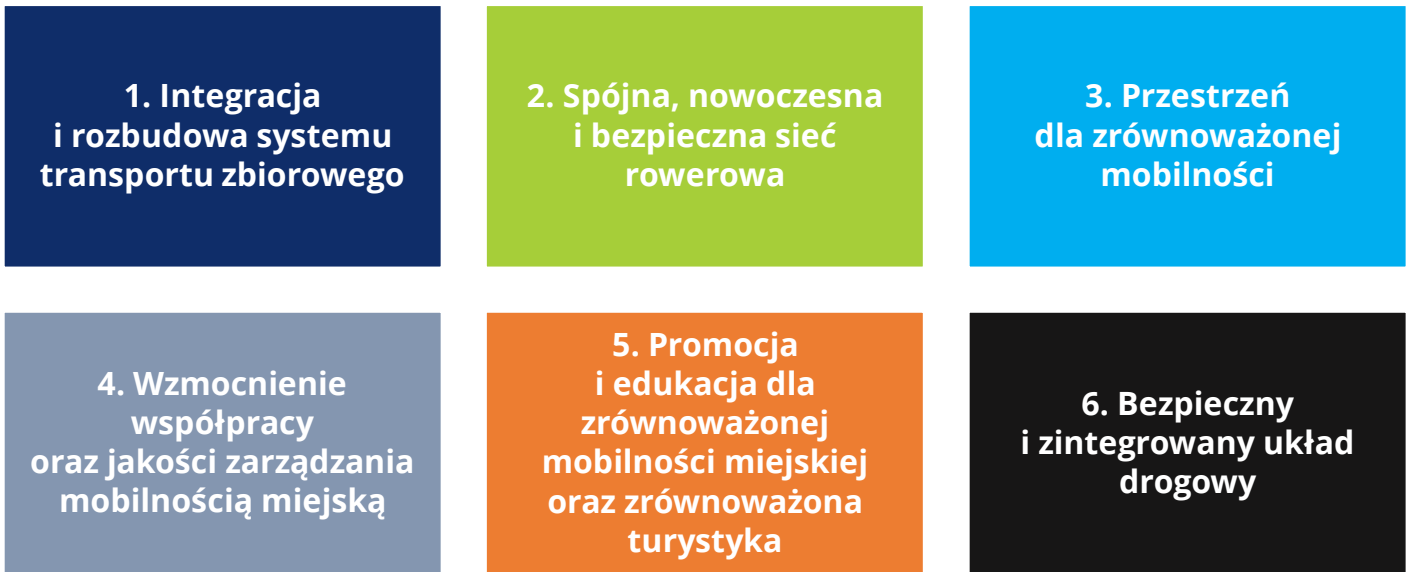 1. Integracja
i rozbudowa systemu
transportu zbiorowego
2. Spójna, nowoczesna
i bezpieczna sieć
rowerowa
3. Przestrzeń
dla zrównoważonej
mobilności
4. Wzmocnienie
współpracy
oraz jakości zarządzania
mobilnością miejską
5. Promocja
i edukacja dla
zrównoważonej
mobilności miejskiej
oraz zrównoważona
turystyka
6. Bezpieczny
i zintegrowany układ
drogowy